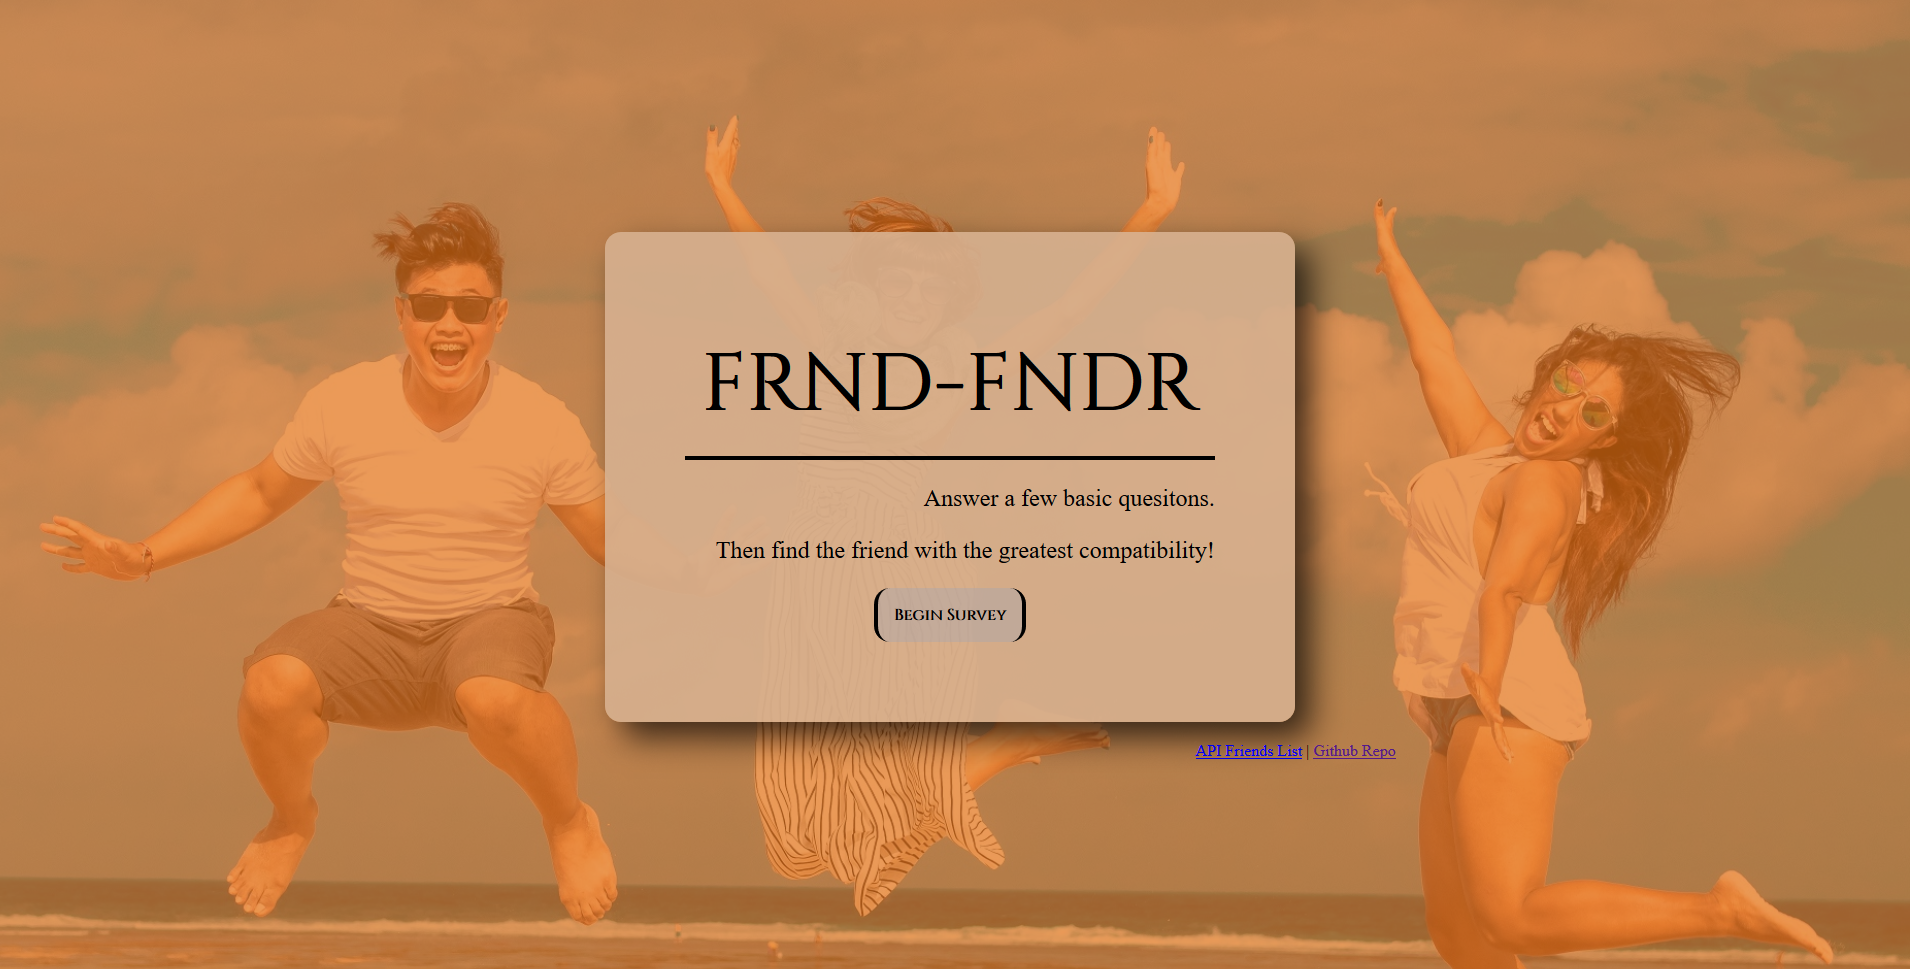 FRND-FNDR
Answer a few basic quesitons.
Then find the friend with the greatest compatibility!
Begin Survey
API Friends List | Github Repo